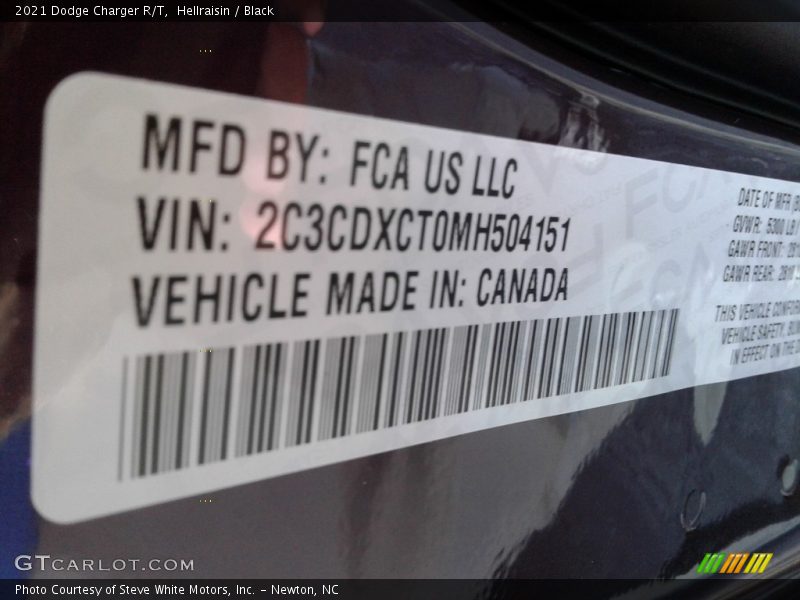 2021 Dodge Charger R/T, Hellraisin / Black
MFD BY: FCA US LLC
VIN: 2C3CDXCT0MH504151
VEHICLE MADE IN: CANADA
DATE OF MFR
GVWR: 5300 LB
GAWR FRONT:
GAWR REAR:
THIS VEHICLE
VEHICLE SAFETY,
IN EFFECT ON THE
GTCARLOT.COM
Photo Courtesy of Steve White Motors, Inc. – Newton, NC